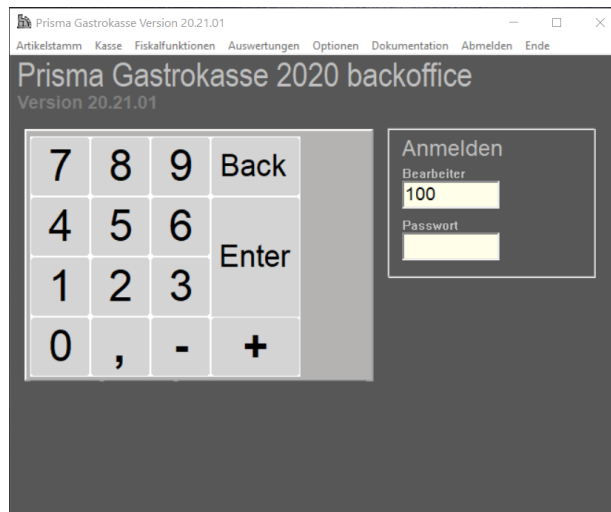 Prisma Gastrokasse Version 20.21.01
Artikelstamm Kasse Fiskalfunktionen Auswertungen Optionen Dokumentation Abmelden Ende
Prisma Gastrokasse 2020 backoffice
Version 20.21.01
7 8 9 Back
4 5 6
Enter
1 2 3
0 , - +
Anmelden
Bearbeiter
100
Passwort